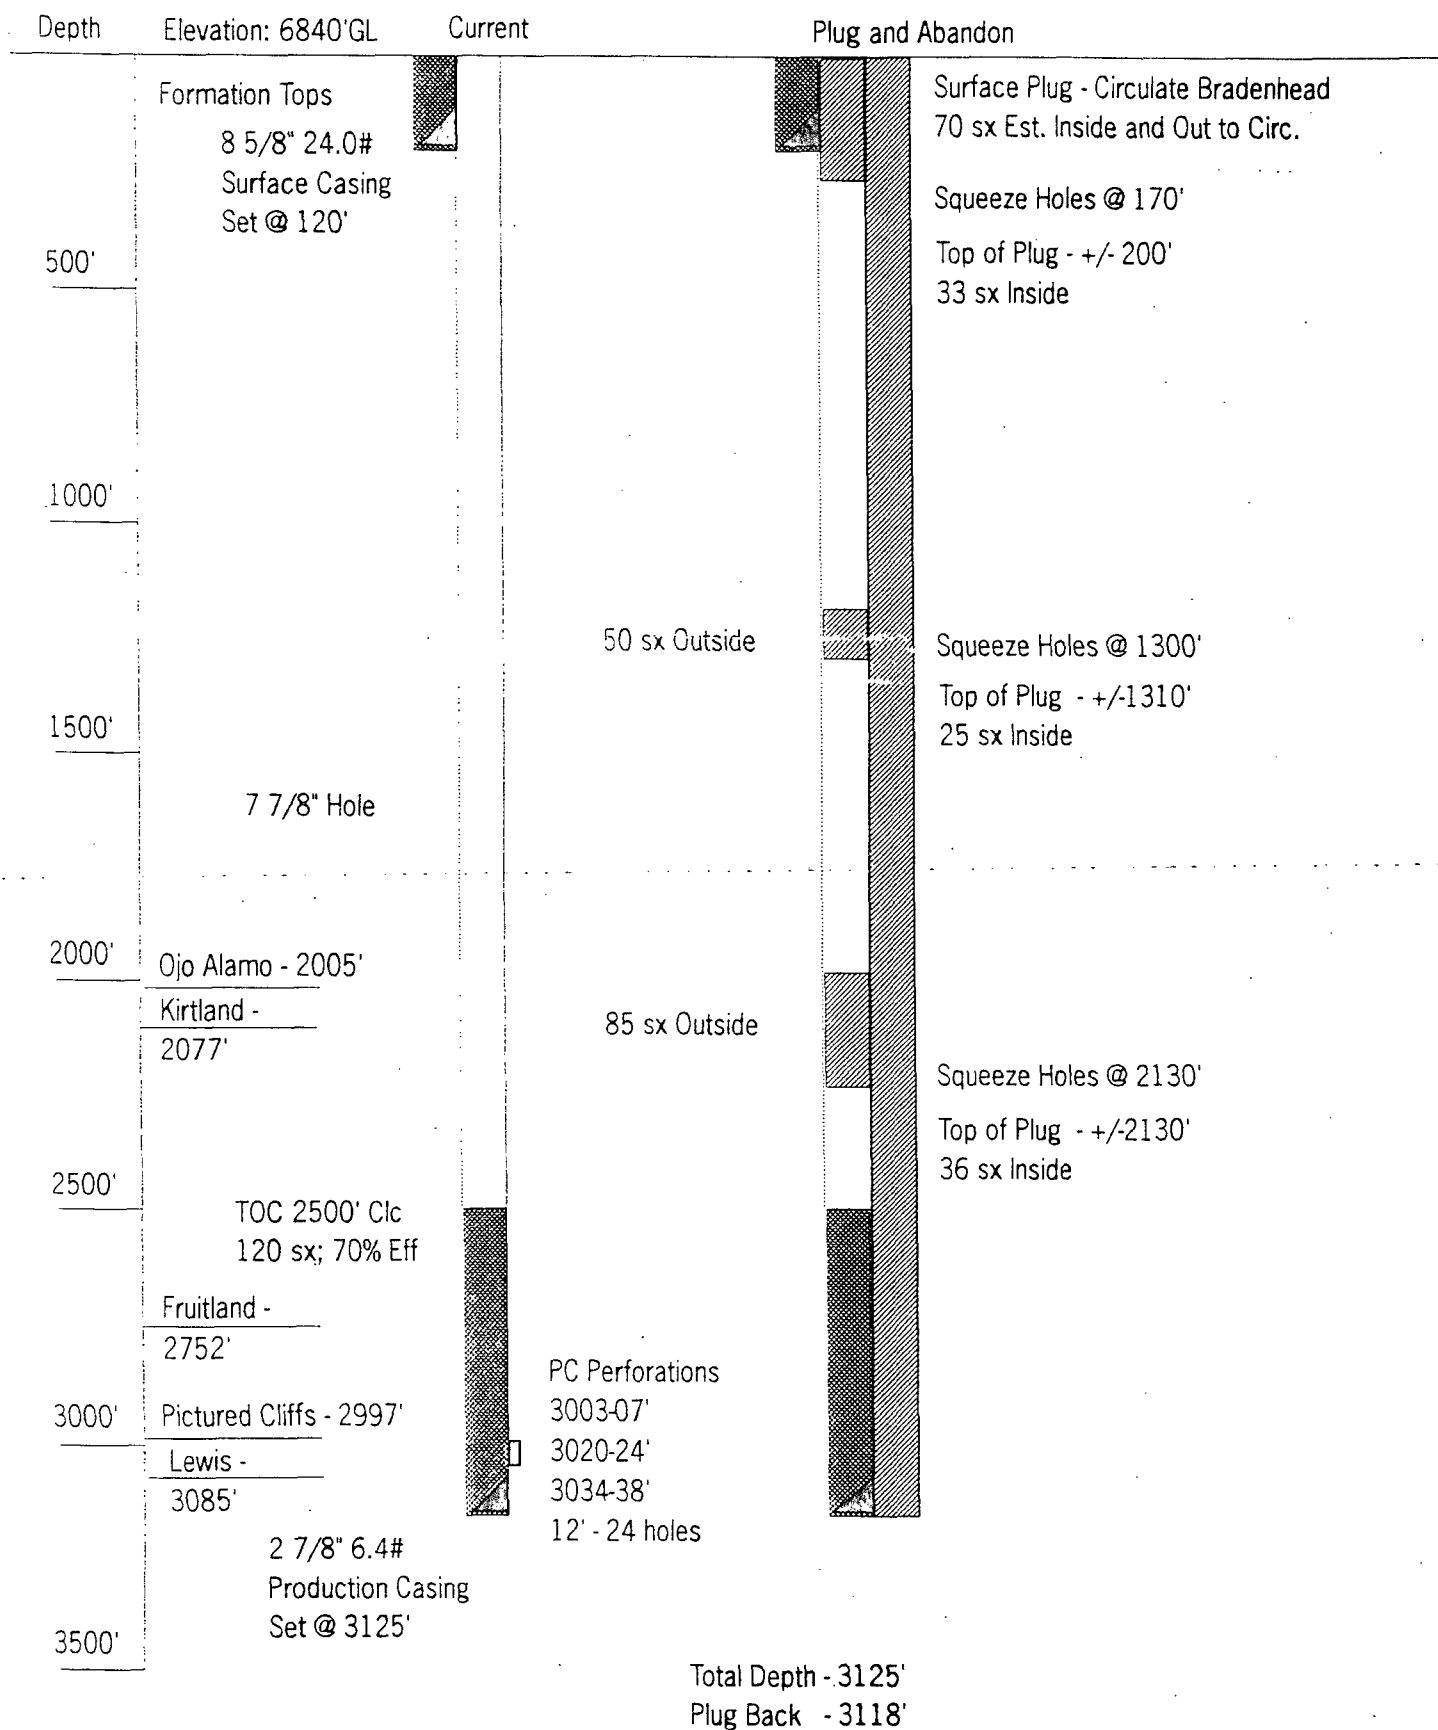 Depth
Elevation: 6840'GL
Current
Plug and Abandon
Formation Tops
8 5/8" 24.0#
Surface Casing
Set @ 120'
Surface Plug - Circulate Bradenhead
70 sx Est. Inside and Out to Circ.
Squeeze Holes @ 170'
Top of Plug - +/- 200'
33 sx Inside
500'
1000'
50 sx Outside
Squeeze Holes @ 1300'
Top of Plug - +/-1310'
25 sx Inside
1500'
7 7/8" Hole
2000'
Ojo Alamo - 2005'
Kirtland -
2077'
85 sx Outside
Squeeze Holes @ 2130'
Top of Plug - +/-2130'
36 sx Inside
2500'
TOC 2500' Clc
120 sx; 70% Eff
Fruitland -
2752'
3000'
Pictured Cliffs - 2997'
Lewis -
3085'
PC Perforations
3003-07'
3020-24'
3034-38'
12' - 24 holes
2 7/8" 6.4#
Production Casing
Set @ 3125'
3500'
Total Depth - 3125'
Plug Back - 3118'